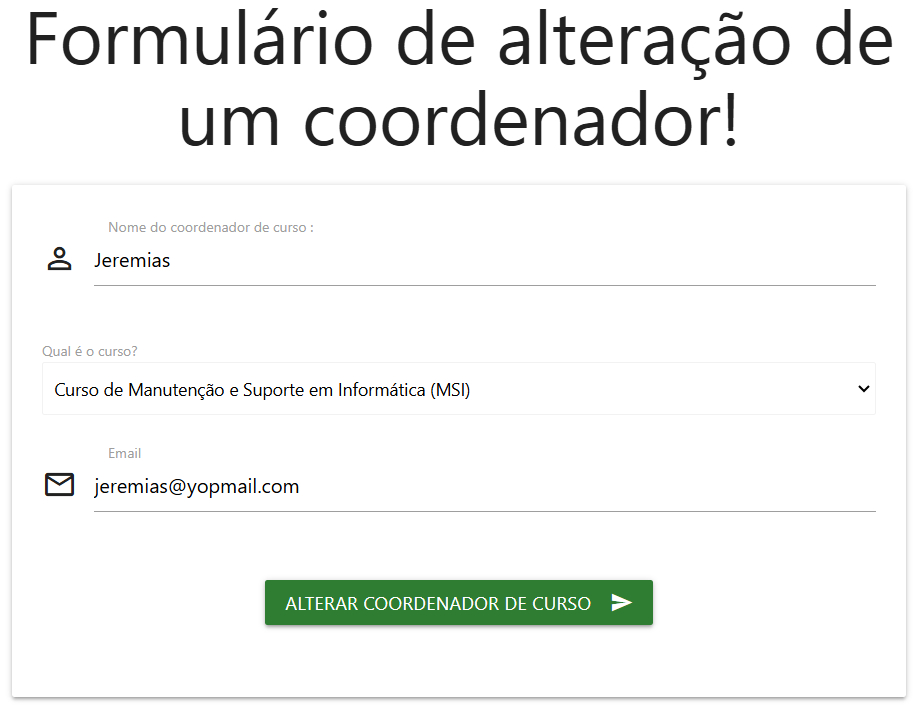 Formulário de alteração de
um coordenador!
Nome do coordenador de curso :
Jeremias
Qual é o curso?
Curso de Manutenção e Suporte em Informática (MSI)
Email
jeremias@yopmail.com
ALTERAR COORDENADOR DE CURSO